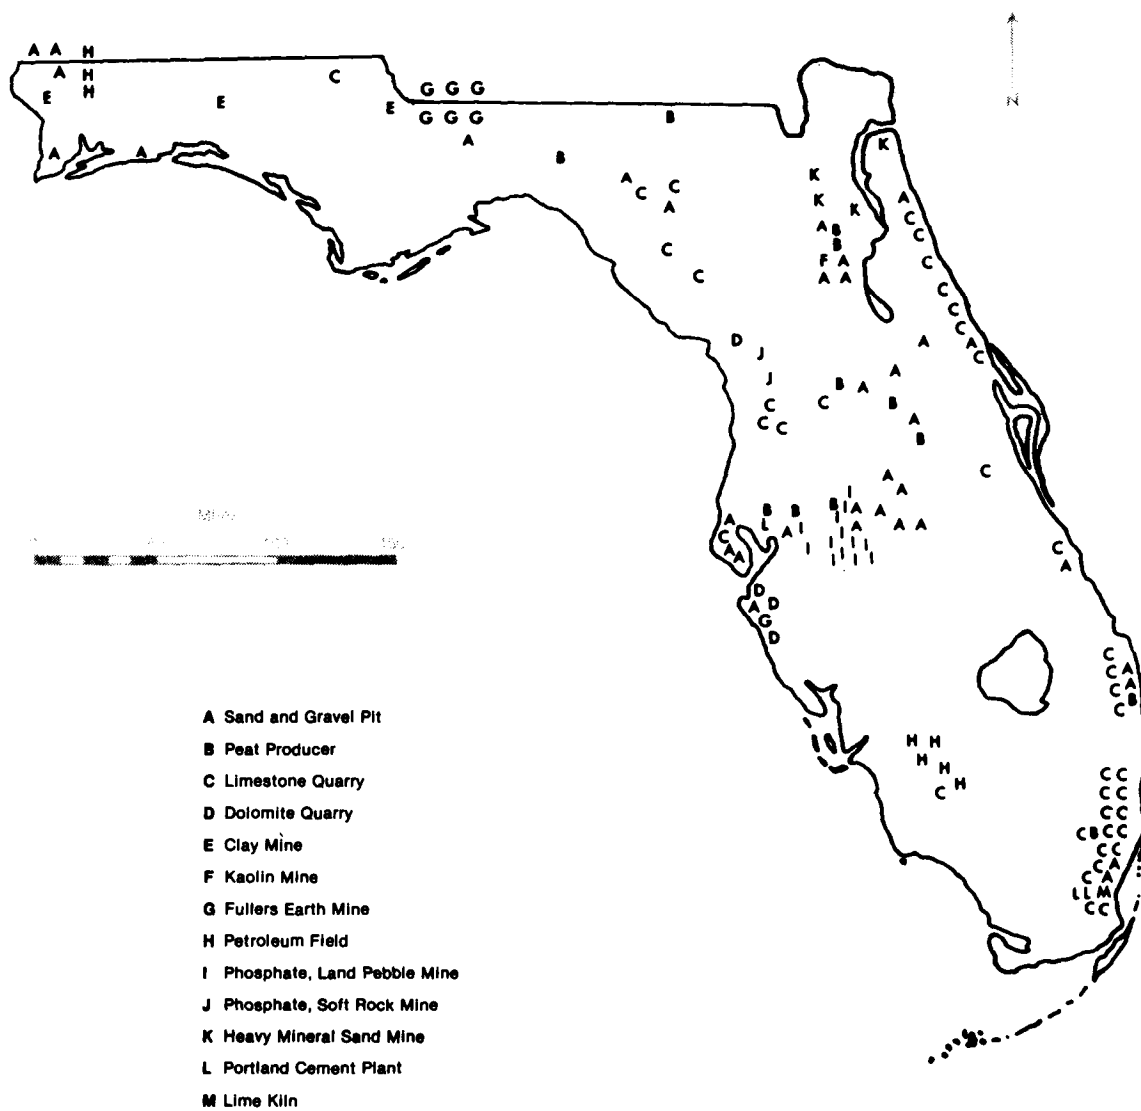 A A H
A H
C
H
E
E
E
G G G
G G G
B
A
K
A
A
B
K
A
C
C
K
A
A
K
C
A
B
C
C
B
F
A
C
C
A
A
C
C
D
A
C
J
A
C
J
A
B
A
C
C
B
C
C
A
B
A
C
I
A
B
B
B
I
A
A
A
L
A
I
I
A
A
A
C
I
I
I
I
C
A
A
I
I
I
I
I
I
A
D
A
D
G
D
C
A
C
A
C
B
C
H
H
H
H
H
C
C C
C C
C C
C B C C
C C
C A
C A
L L M
C C
N
A Sand and Gravel Pit
B Peat Producer
C Limestone Quarry
D Dolomite Quarry
E Clay Mine
F Kaolin Mine
G Fullers Earth Mine
H Petroleum Field
I Phosphate, Land Pebble Mine
J Phosphate, Soft Rock Mine
K Heavy Mineral Sand Mine
L Portland Cement Plant
M Lime Kiln